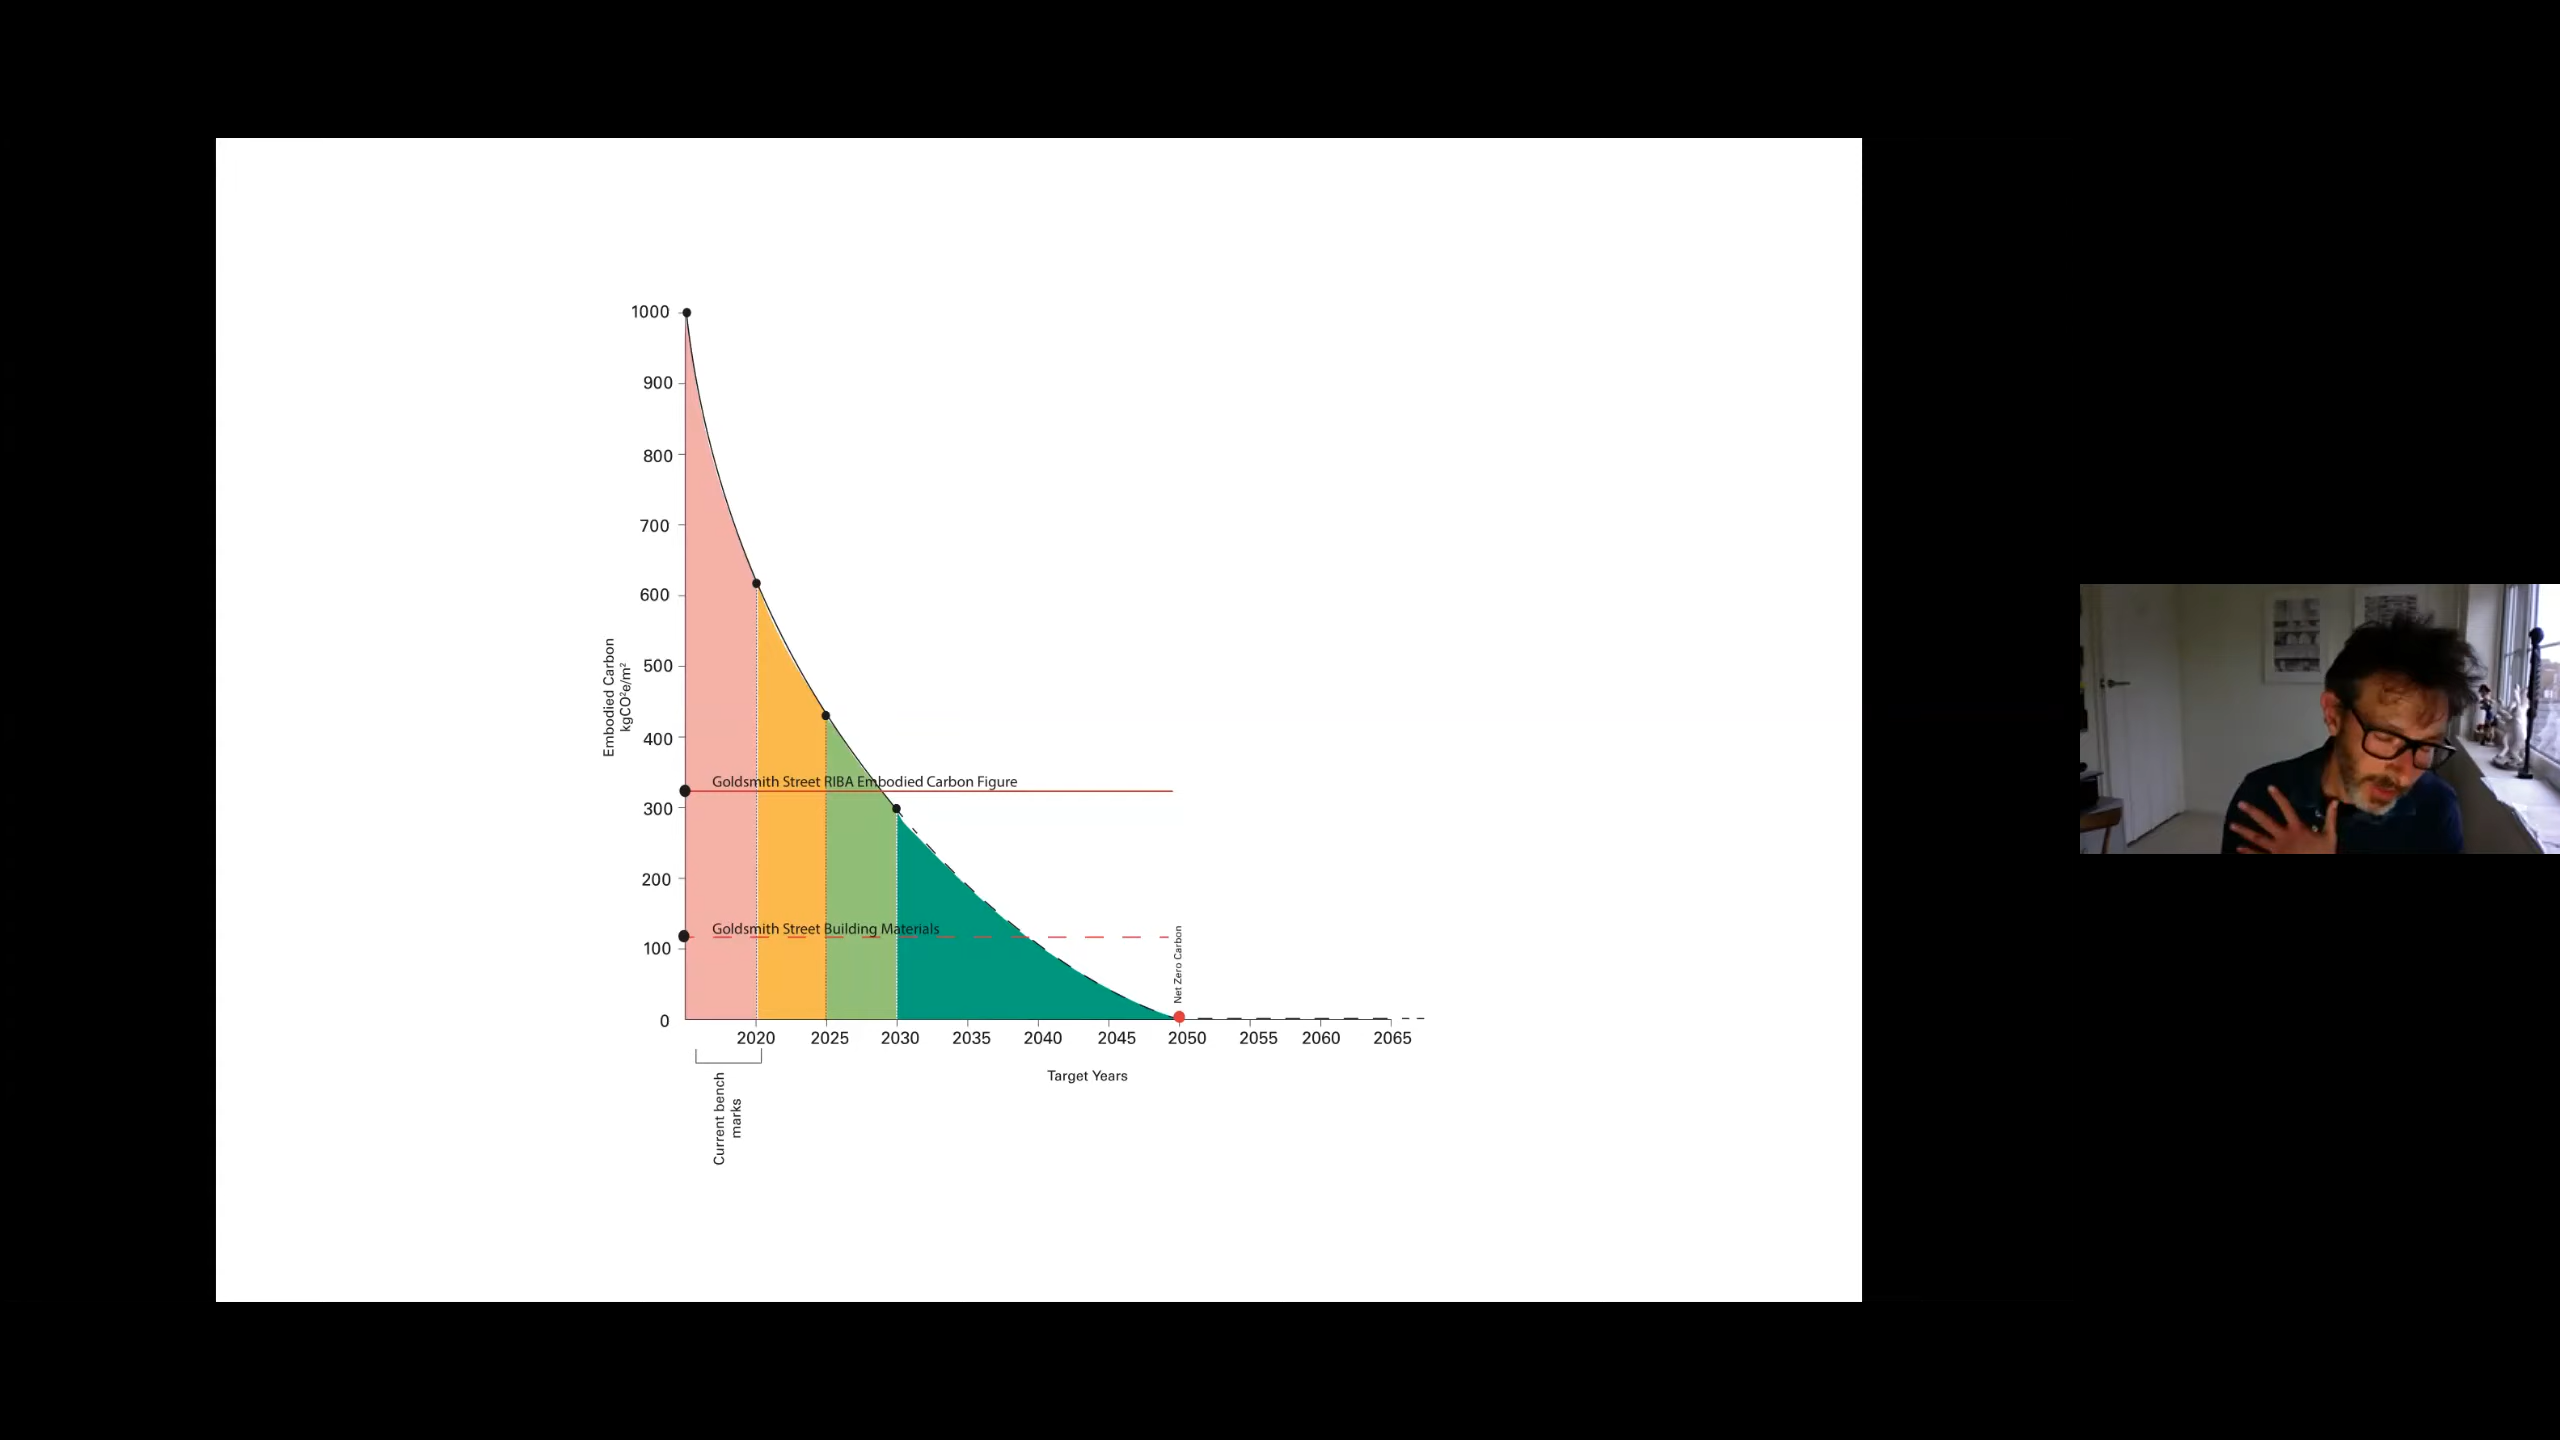 1000
900
800
700
600
500
400
300
200
100
0
Embodied Carbon
kgCO²e/m²
Goldsmith Street RIBA Embodied Carbon Figure
Goldsmith Street Building Materials
Net Zero Carbon
2020 2025 2030 2035 2040 2045 2050 2055 2060 2065
Target Years
Current bench
marks